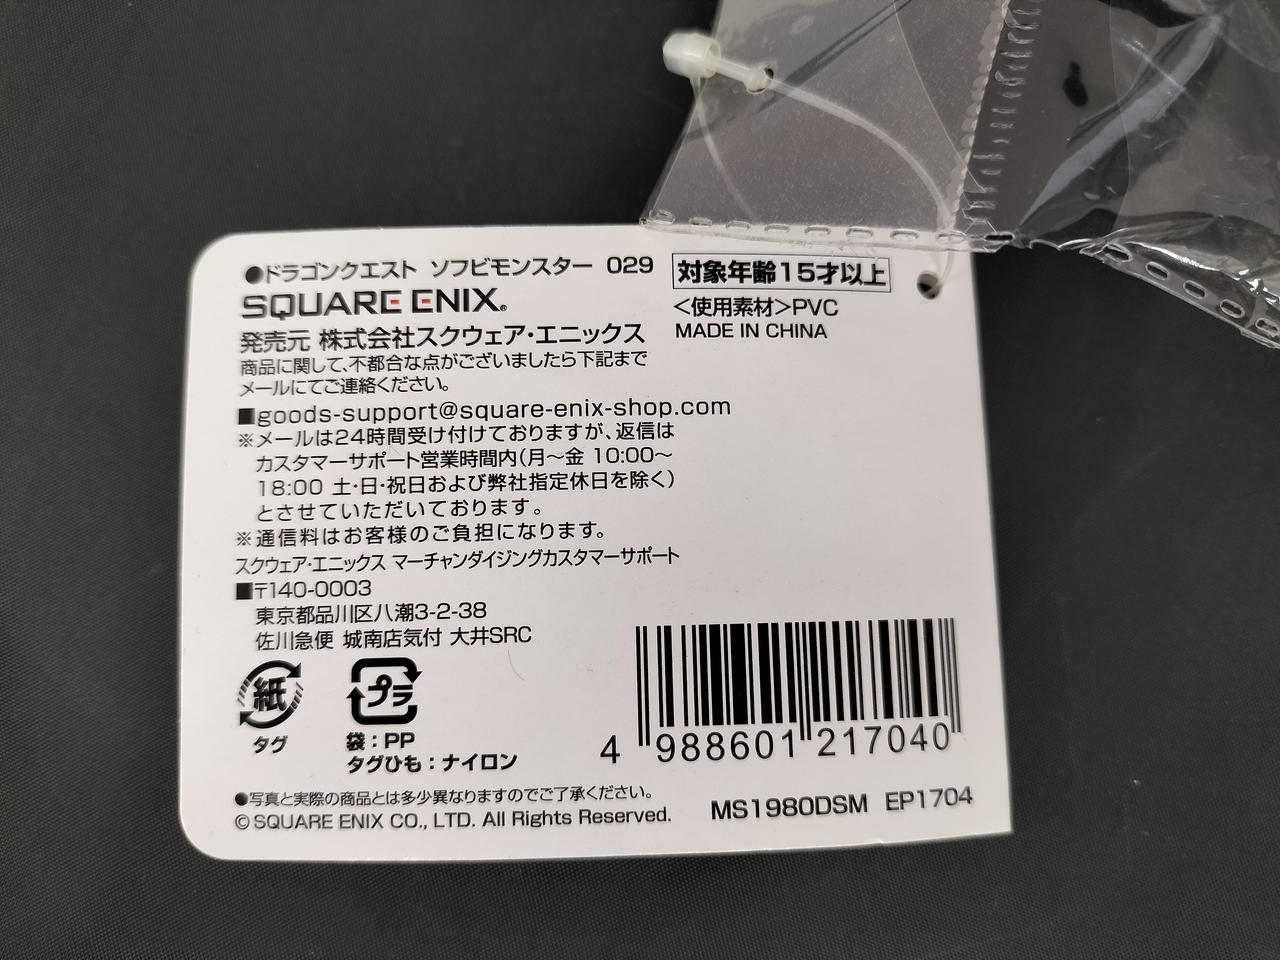 ●ドラゴンクエスト ソフビモンスター 029
対象年齢15才以上
SQUARE ENIX®
<使用素材>PVC
発売元 株式会社スクウェア・エニックス
MADE IN CHINA
商品に関して、不都合な点がございましたら下記まで
メールにてご連絡ください。
■goods-support@square-enix-shop.com
※メールは24時間受け付けておりますが、返信は
カスタマーサポート営業時間内(月~金 10:00~
18:00 土・日・祝日および弊社指定休日を除く)
とさせていただいております。
※通信料はお客様のご負担になります。
スクウェア・エニックス マーチャンダイジングカスタマーサポート
■〒140-0003
東京都品川区八潮3-2-38
佐川急便 城南店気付 大井SRC
紙
タグ
プラ
袋:PP
タグひも:ナイロン
4 988601 217040
●写真と実際の商品とは多少異なりますのでご了承ください。
© SQUARE ENIX CO., LTD. All Rights Reserved.
MS1980DSM EP1704